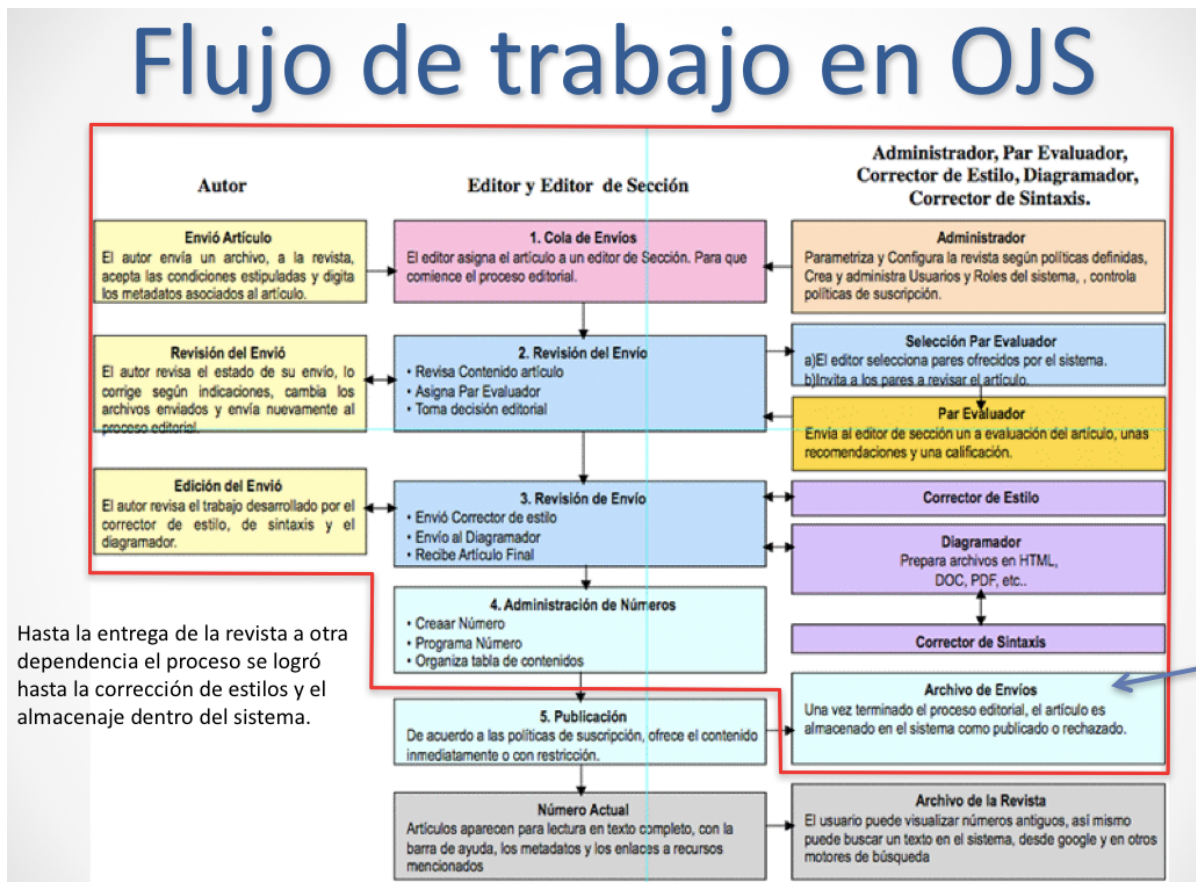 Flujo de trabajo en OJS
Autor
Editor y Editor de Sección
Administrador, Par Evaluador,
Corrector de Estilo, Diagramador,
Corrector de Sintaxis.
Envió Artículo
El autor envía un archivo, a la revista,
acepta las condiciones estipuladas y digita
los metadatos asociados al artículo.
1. Cola de Envíos
El editor asigna el artículo a un editor de Sección. Para que
comience el proceso editorial.
Administrador
Parametriza y Configura la revista según políticas definidas,
Crea y administra Usuarios y Roles del sistema, , controla
políticas de suscripción.
Revisión del Envió
El autor revisa el estado de su envío, lo
corrige según indicaciones, cambia los
archivos enviados y envía nuevamente al
proceso editorial.
2. Revisión del Envío
• Revisa Contenido artículo
• Asigna Par Evaluador
• Toma decisión editorial
Selección Par Evaluador
a)El editor selecciona pares ofrecidos por el sistema.
b)Invita a los pares a revisar el artículo.
Par Evaluador
Envía al editor de sección un a evaluación del artículo, unas
recomendaciones y una calificación.
Edición del Envió
El autor revisa el trabajo desarrollado por el
corrector de estilo, de sintaxis y el
diagramador.
3. Revisión de Envío
• Envió Corrector de estilo
• Envío al Diagramador
• Recibe Artículo Final
Corrector de Estilo
Diagramador
Prepara archivos en HTML,
DOC, PDF, etc..
Corrector de Sintaxis
4. Administración de Números
• Creaar Número
• Programa Número
• Organiza tabla de contenidos
Hasta la entrega de la revista a otra
dependencia el proceso se logró
hasta la corrección de estilos y el
almacenaje dentro del sistema.
Archivo de Envíos
Una vez terminado el proceso editorial, el artículo es
almacenado en el sistema como publicado o rechazado.
5. Publicación
De acuerdo a las políticas de suscripción, ofrece el contenido
inmediatamente o con restricción.
Número Actual
Artículos aparecen para lectura en texto completo, con la
barra de ayuda, los metadatos y los enlaces a recursos
mencionados
Archivo de la Revista
El usuario puede visualizar números antiguos, así mismo
puede buscar un texto en el sistema, desde google y en otros
motores de búsqueda